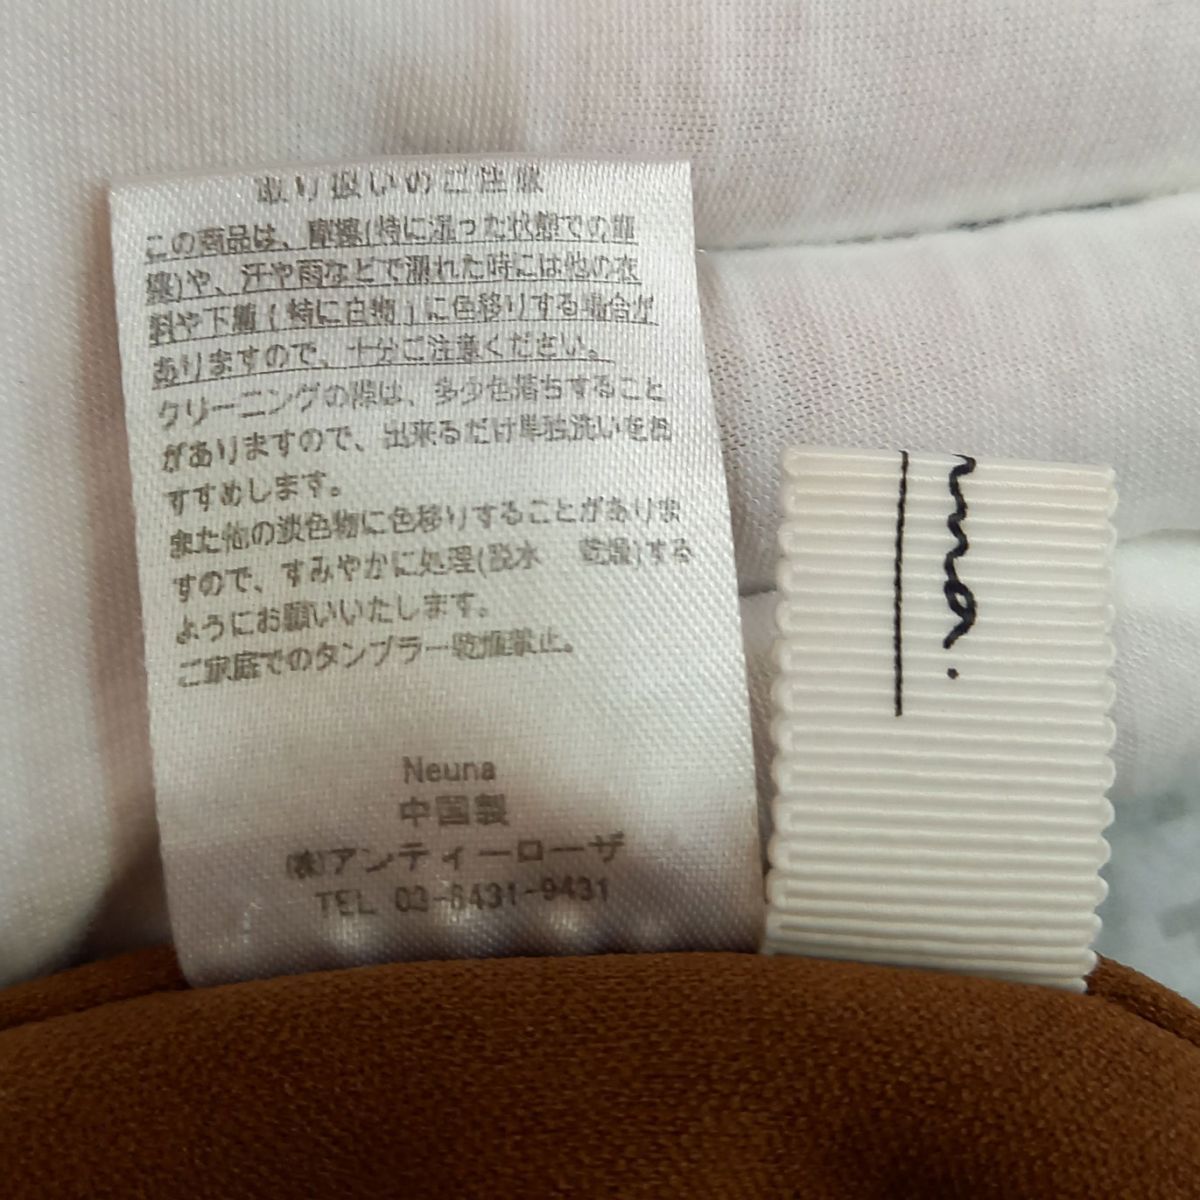 取り扱いのご注意
この商品は、摩擦(特に湿った状態での摩
擦)や、汗や雨などで濡れた時には他の衣
料や下着(特に白物)に色移りする場合が
ありますので、十分ご注意ください。
クリーニングの際は、多少色落ちすること
がありますので、出来るだけ単独洗いをお
すすめします。
また他の淡色物に色移りすることがありま
すので、すみやかに処理(脱水 乾燥)する
ようにお願いいたします。
ご家庭でのタンブラー乾燥禁止。
Neuna
中国製
(株)アンティーローザ
TEL 03-6431-9431